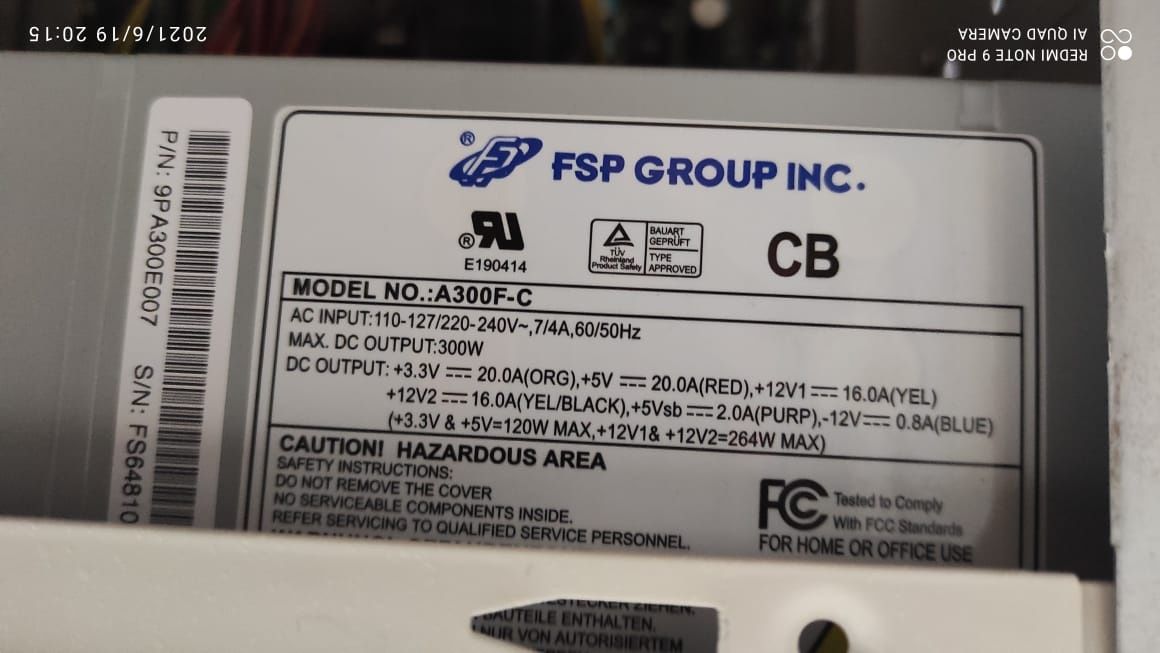 2021/6/19 20:15
REDMI NOTE 9 PRO
AI QUAD CAMERA
P/N: 9PA300E007 S/N: FS64810
® FSP GROUP INC.
®
E190414
TÜV
Rheinland
Product Safety
BAUART
GEPRÜFT
TYPE
APPROVED
CB
MODEL NO.:A300F-C
AC INPUT:110-127/220-240V~,7/4A,60/50Hz
MAX. DC OUTPUT:300W
DC OUTPUT: +3.3V ⎓ 20.0A(ORG),+5V ⎓ 20.0A(RED),+12V1 ⎓ 16.0A(YEL)
+12V2 ⎓ 16.0A(YEL/BLACK),+5Vsb ⎓ 2.0A(PURP),-12V ⎓ 0.8A(BLUE)
(+3.3V & +5V=120W MAX,+12V1& +12V2=264W MAX)
CAUTION! HAZARDOUS AREA
SAFETY INSTRUCTIONS:
DO NOT REMOVE THE COVER
NO SERVICEABLE COMPONENTS INSIDE.
REFER SERVICING TO QUALIFIED SERVICE PERSONNEL.
FC Tested to Comply
With FCC Standards
FOR HOME OR OFFICE USE
ZIEHEN.
BAUTEILE ENTHALTEN,
NUR VON AUTORISIERTEM